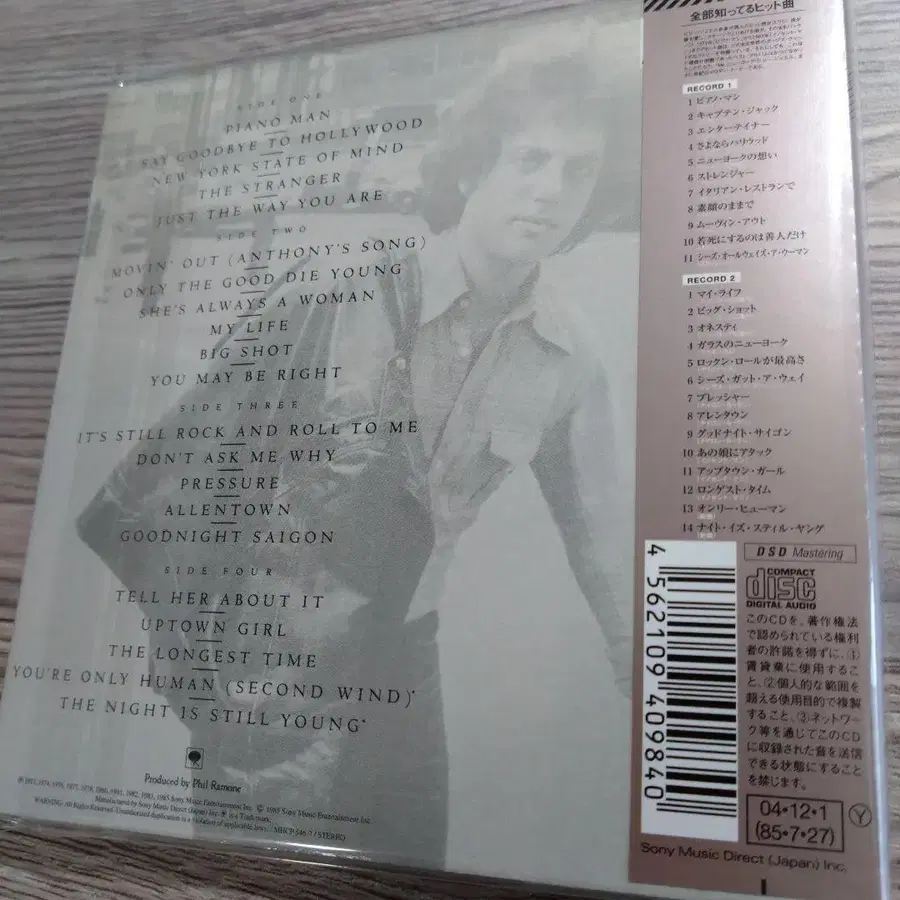 SIDE ONE
PIANO MAN
SAY GOODBYE TO HOLLYWOOD
NEW YORK STATE OF MIND
THE STRANGER
JUST THE WAY YOU ARE
SIDE TWO
MOVIN' OUT (ANTHONY'S SONG)
ONLY THE GOOD DIE YOUNG
SHE'S ALWAYS A WOMAN
MY LIFE
BIG SHOT
YOU MAY BE RIGHT
SIDE THREE
IT'S STILL ROCK AND ROLL TO ME
DON'T ASK ME WHY
PRESSURE
ALLENTOWN
GOODNIGHT SAIGON
SIDE FOUR
TELL HER ABOUT IT
UPTOWN GIRL
THE LONGEST TIME
YOU'RE ONLY HUMAN (SECOND WIND)*
THE NIGHT IS STILL YOUNG*
Produced by Phil Ramone
1985 Sony Music Entertainment Inc.
Manufactured by Sony Music Direct (Japan) Inc.
WARNING: All Rights Reserved. Unauthorized duplication is a violation of applicable laws.
STEREO
全部知ってるヒット曲
RECORD 1
1 ピアノ・マン
2 キャプテン・ジャック
3 エンターテイナー
4 さよならハリウッド
5 ニューヨークの想い
6 ストレンジャー
7 イタリアン・レストランで
8 素顔のままで
9 ムーヴィン・アウト
10 若死にするのは善人だけ
11 シーズ・オールウェイズ・ア・ウーマン
RECORD 2
1 マイ・ライフ
2 ビッグ・ショット
3 オネスティ
4 ガラスのニューヨーク
5 ロックン・ロールが最高さ
6 シーズ・ガット・ア・ウェイ
7 プレッシャー
8 アレンタウン
9 グッドナイト・サイゴン
10 あの娘にアタック
11 アップタウン・ガール
12 ロンゲスト・タイム
13 オンリー・ヒューマン
14 ナイト・イズ・スティル・ヤング
DSD Mastering
COMPACT
disc
DIGITAL AUDIO
このCDを、著作権法
で認められている権利
者の許諾を得ずに、①
賃貸業に使用するこ
と、②個人的な範囲を
超える使用目的で複製
すること、③ネットワー
ク等を通じてこのCD
に収録された音を送信
できる状態にすること
を禁じます。
4 562109 409840
04・12・1
(85・7・27)
Y
Sony Music Direct (Japan) Inc.